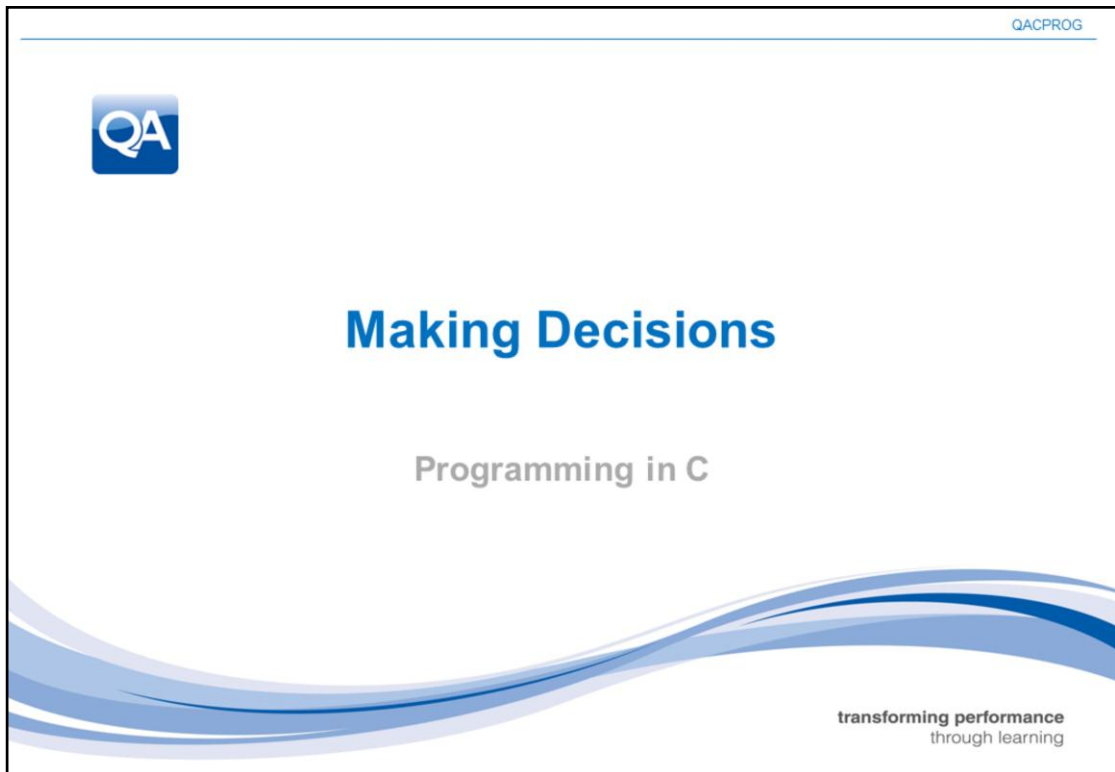 QACPROG
QA
Making Decisions
Programming in C
transforming performance
through learning